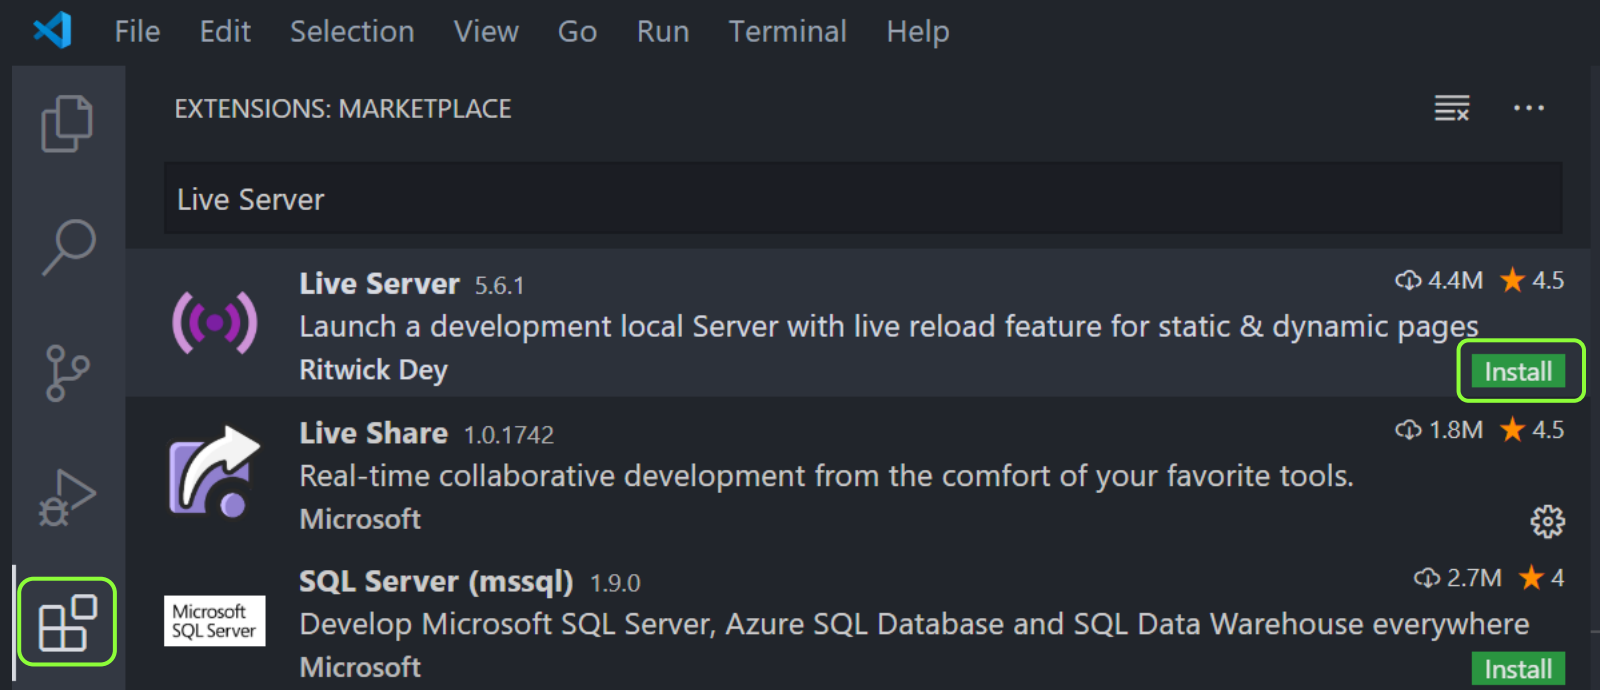 File Edit Selection View Go Run Terminal Help
EXTENSIONS: MARKETPLACE
Live Server
Live Server 5.6.1 4.4M 4.5
Launch a development local Server with live reload feature for static & dynamic pages
Ritwick Dey Install
Live Share 1.0.1742 1.8M 4.5
Real-time collaborative development from the comfort of your favorite tools.
Microsoft
SQL Server (mssql) 1.9.0 2.7M 4
Microsoft
SQL Server
Develop Microsoft SQL Server, Azure SQL Database and SQL Data Warehouse everywhere
Microsoft Install